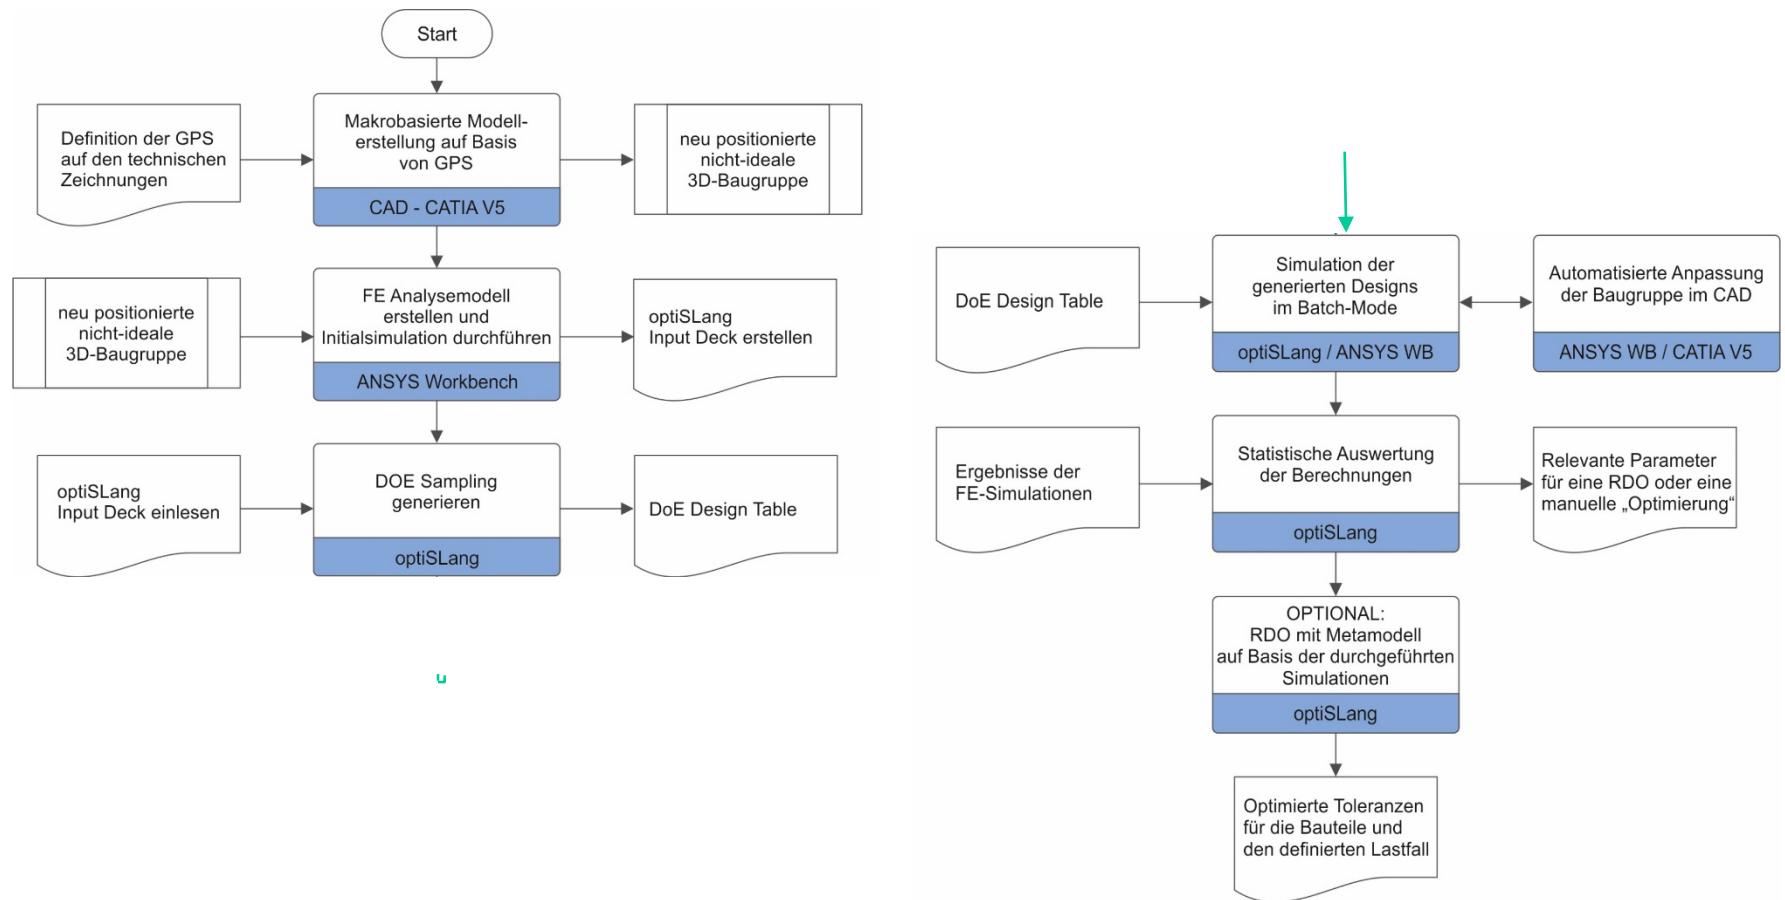 Start
Definition der GPS
auf den technischen
Zeichnungen
Makrobasierte Modell-
erstellung auf Basis
von GPS
CAD - CATIA V5
neu positionierte
nicht-ideale
3D-Baugruppe
neu positionierte
nicht-ideale
3D-Baugruppe
FE Analysemodell
erstellen und
Initialsimulation durchführen
ANSYS Workbench
optiSLang
Input Deck erstellen
optiSLang
Input Deck einlesen
DOE Sampling
generieren
optiSLang
DoE Design Table
DoE Design Table
Simulation der
generierten Designs
im Batch-Mode
optiSLang / ANSYS WB
Automatisierte Anpassung
der Baugruppe im CAD
ANSYS WB / CATIA V5
Ergebnisse der
FE-Simulationen
Statistische Auswertung
der Berechnungen
optiSLang
Relevante Parameter
für eine RDO oder eine
manuelle „Optimierung“
OPTIONAL:
RDO mit Metamodell
auf Basis der durchgeführten
Simulationen
optiSLang
Optimierte Toleranzen
für die Bauteile und
den definierten Lastfall